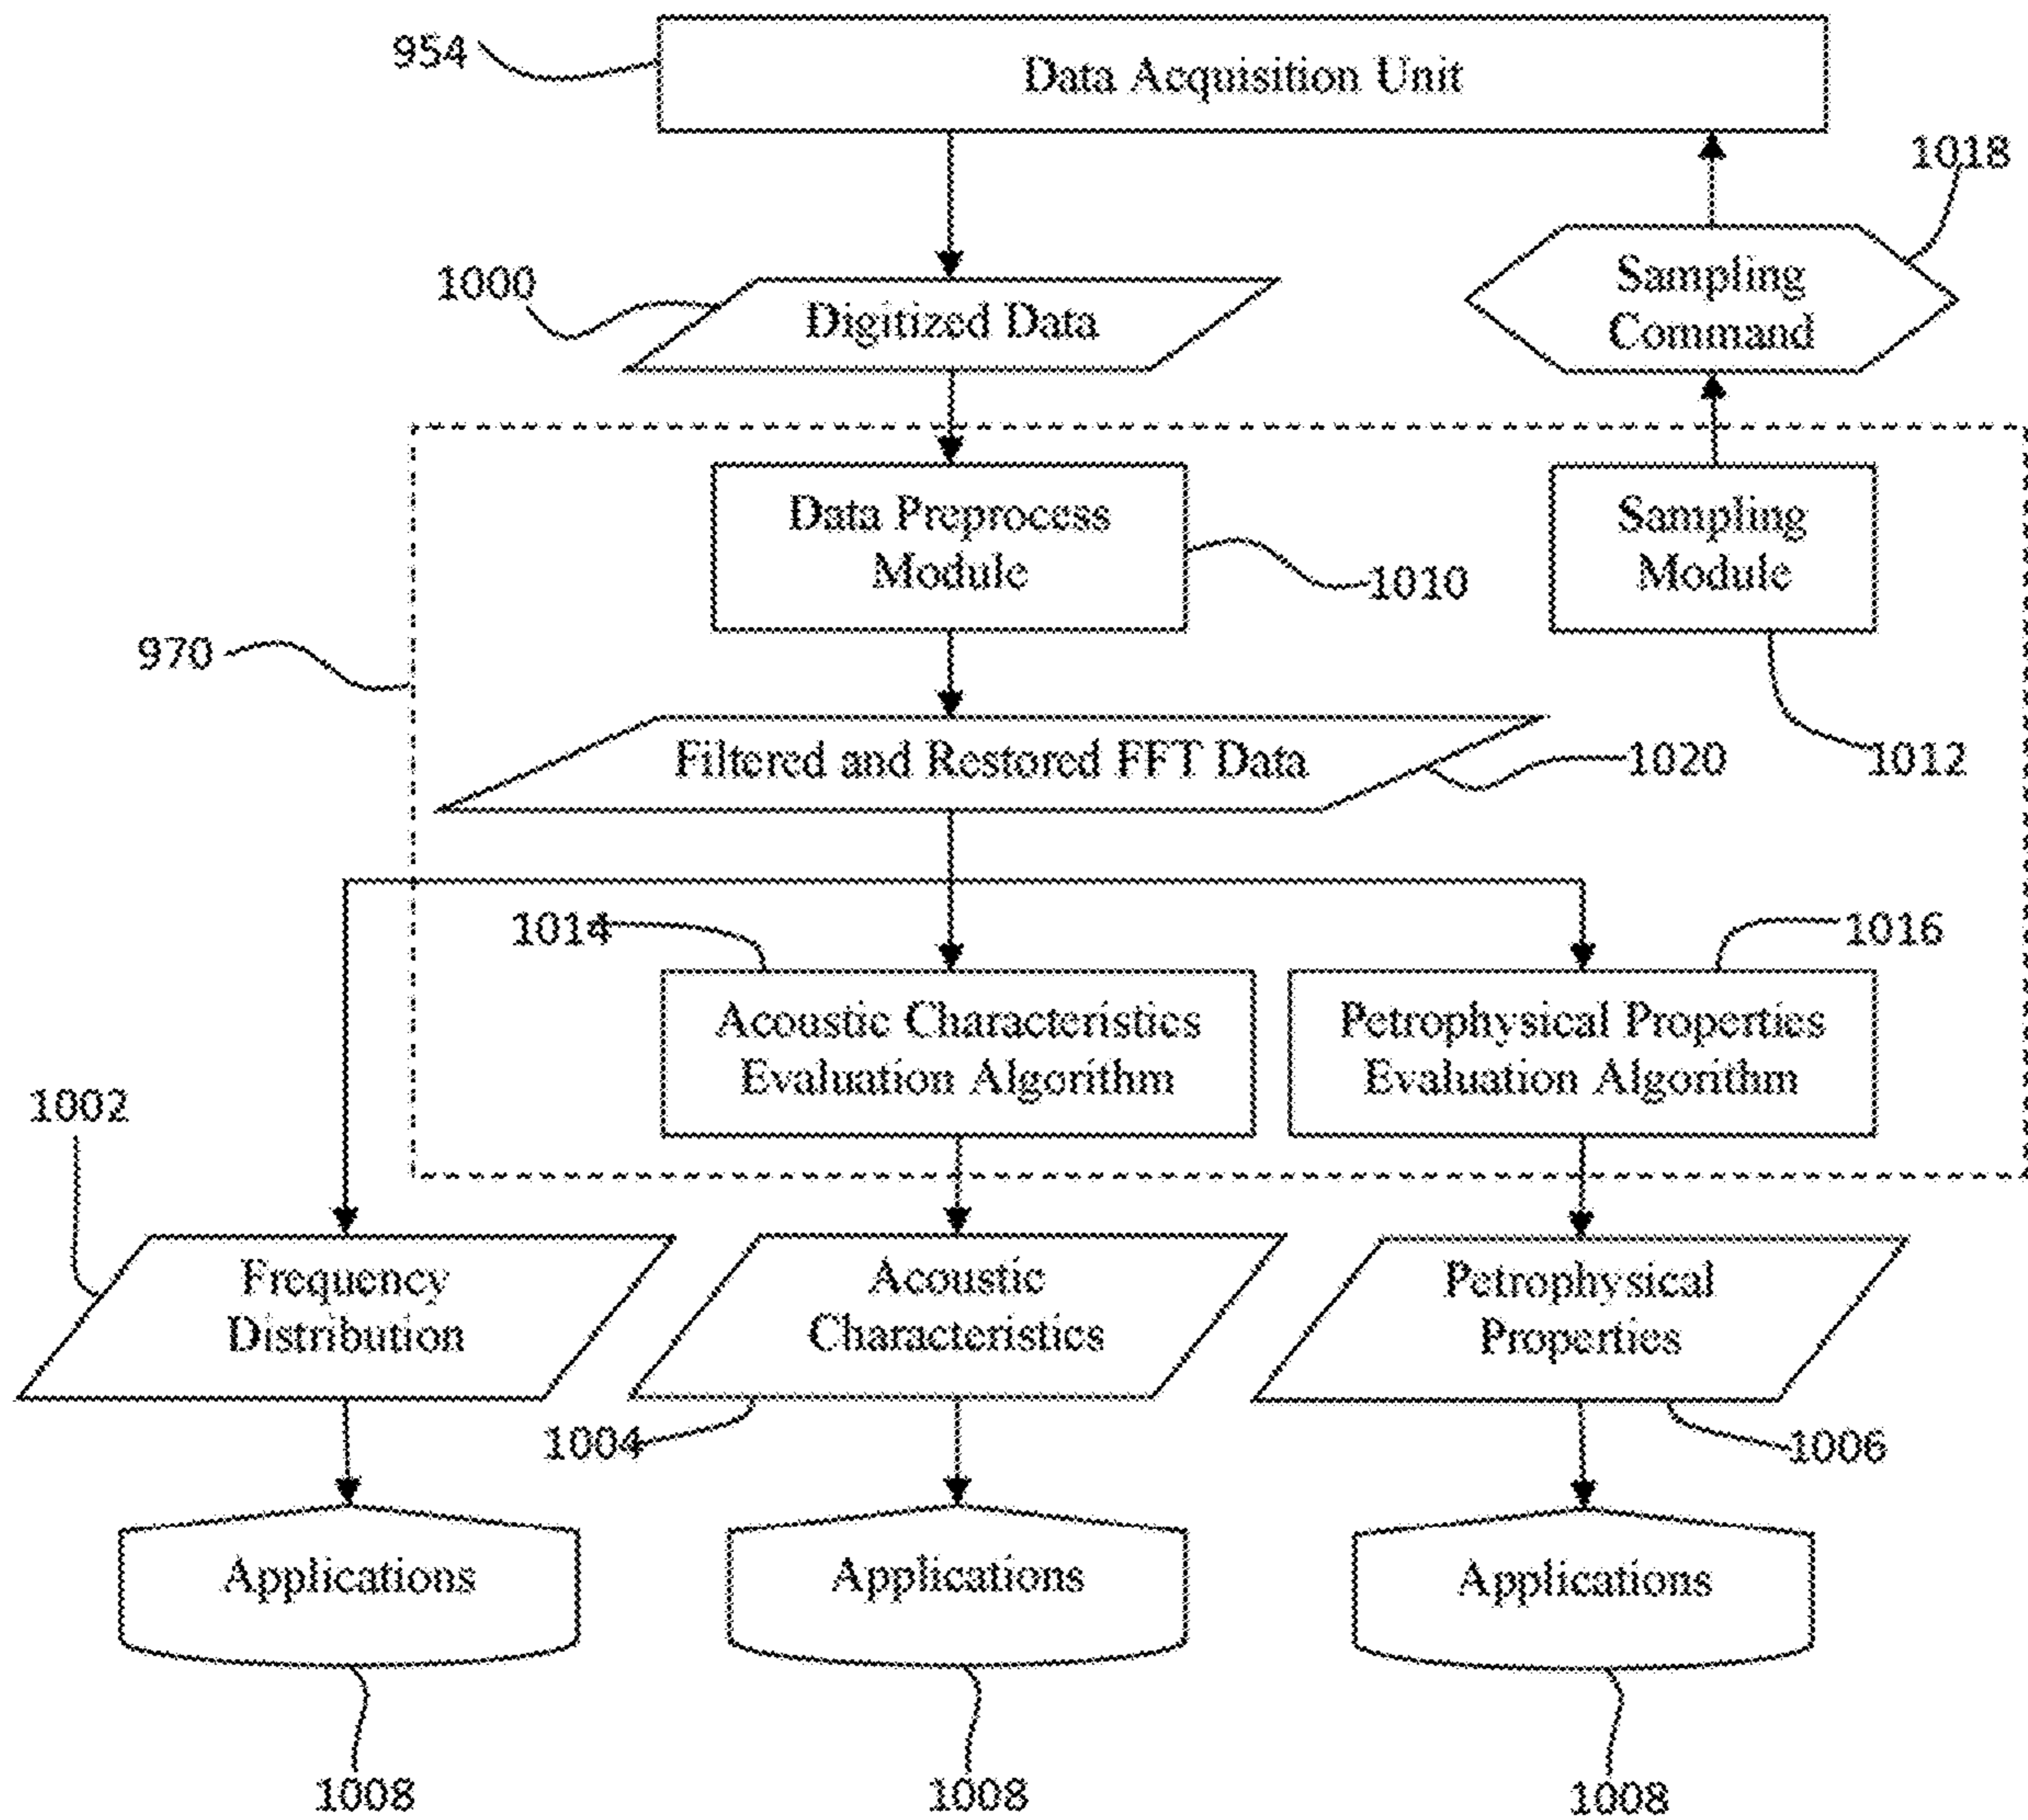 954
Data Acquisition Unit
1018
1000
Digitized Data
Sampling
Command
Data Preprocess
Module
1010
Sampling
Module
970
Filtered and Restored FFT Data
1020
1012
1014
1016
Acoustic Characteristics
Evaluation Algorithm
Petrophysical Properties
Evaluation Algorithm
1002
Frequency
Distribution
Acoustic
Characteristics
Petrophysical
Properties
1004
1006
Applications
Applications
Applications
1008
1008
1008